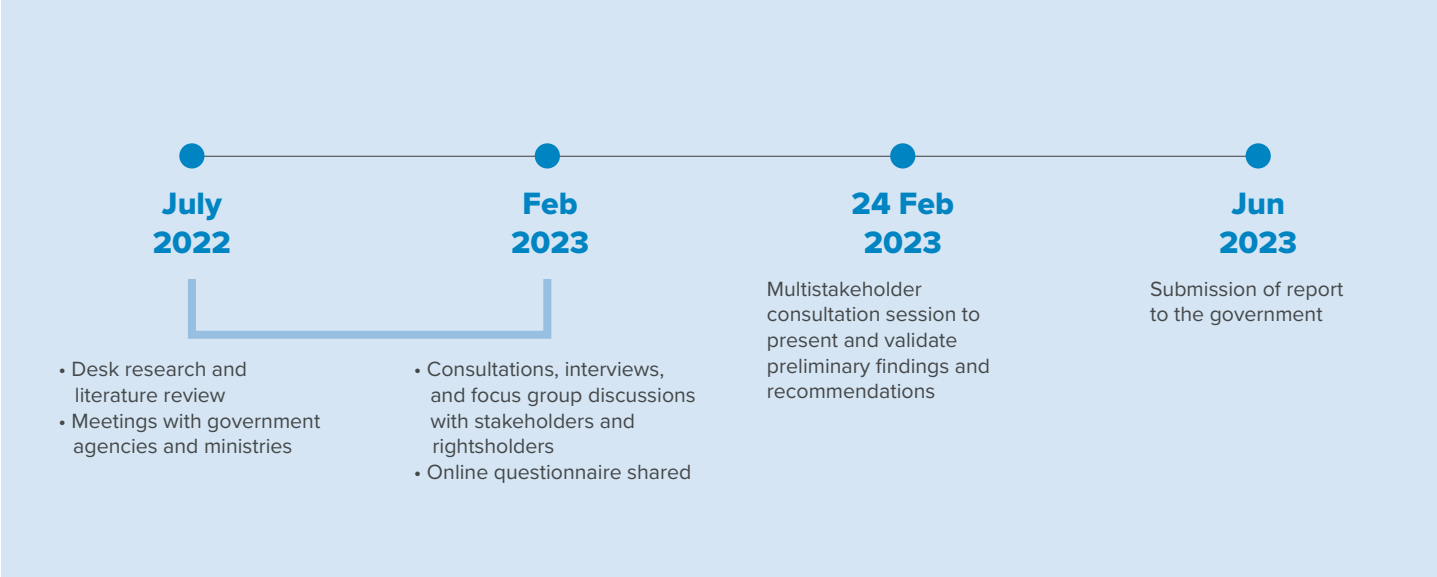 July
2022
Feb
2023
24 Feb
2023
Jun
2023
• Desk research and
literature review
• Meetings with government
agencies and ministries
• Consultations, interviews,
and focus group discussions
with stakeholders and
rightsholders
• Online questionnaire shared
Multistakeholder
consultation session to
present and validate
preliminary findings and
recommendations
Submission of report
to the government